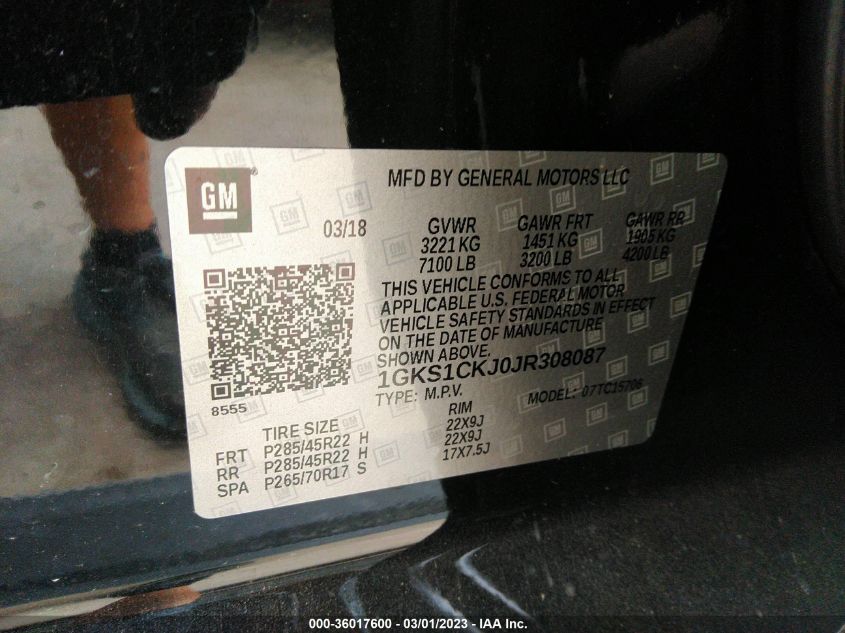 GM
®
MFD BY GENERAL MOTORS LLC
03/18 GVWR GAWR FRT GAWR RR
3221 KG 1451 KG 1905 KG
7100 LB 3200 LB 4200 LB
THIS VEHICLE CONFORMS TO ALL
APPLICABLE U.S. FEDERAL MOTOR
VEHICLE SAFETY STANDARDS IN EFFECT
ON THE DATE OF MANUFACTURE
SHOWN ABOVE.
1GKS1CKJ0JR308087
8555
TYPE: M.P.V. MODEL: 07TC15706
TIRE SIZE RIM
FRT P285/45R22 H 22X9J
RR P285/45R22 H 22X9J
SPA P265/70R17 S 17X7.5J
000-36017600 - 03/01/2023 - IAA Inc.